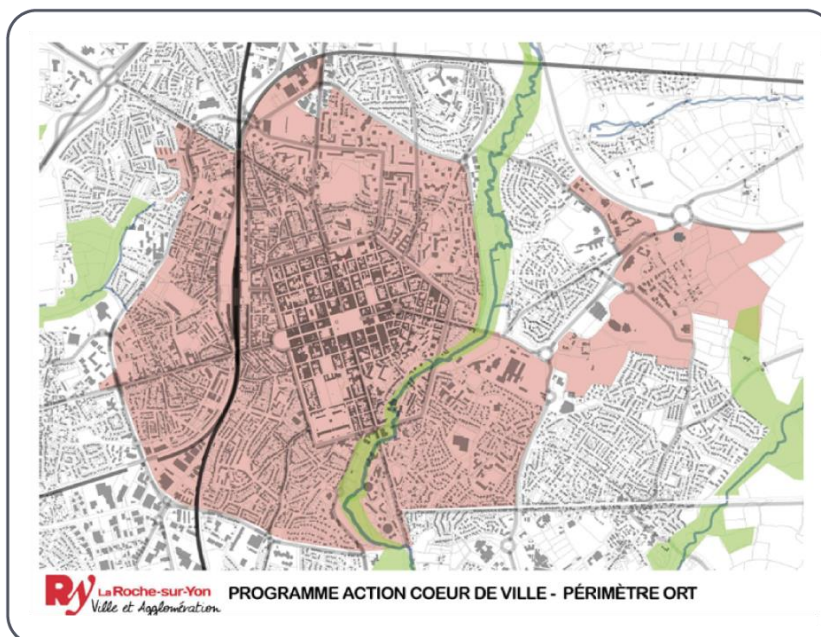 Ry La Roche-sur-Yon
Ville et Agglomération
PROGRAMME ACTION COEUR DE VILLE - PÉRIMÈTRE ORT